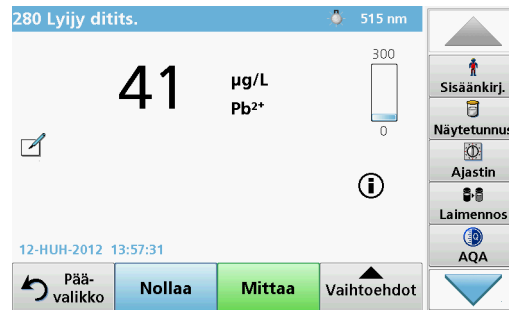 280 Lyijy ditits.
515 nm
41
µg/L
Pb²⁺
300
0
12-HUH-2012 13:57:31
Pää-
valikko
Nollaa
Mittaa
Vaihtoehdot
Sisäänkirj.
Näytetunnus
Ajastin
Laimennos
AQA